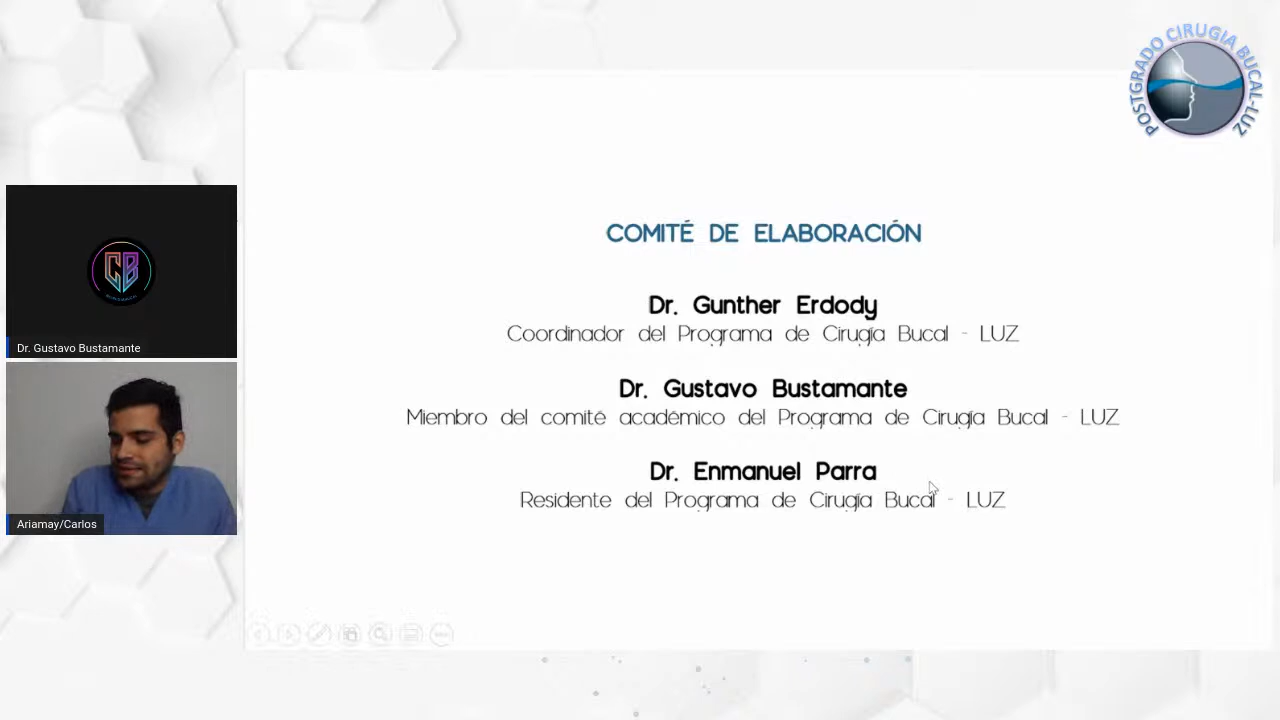 POSTGRADO CIRUGIA BUCAL-LUZ
COMITÉ DE ELABORACIÓN
Dr. Gunther Erdody
Coordinador del Programa de Cirugía Bucal - LUZ
Dr. Gustavo Bustamante
Miembro del comité académico del Programa de Cirugía Bucal - LUZ
Dr. Enmanuel Parra
Residente del Programa de Cirugía Bucal - LUZ
CB
Dr. Gustavo Bustamante
Ariamay/Carlos